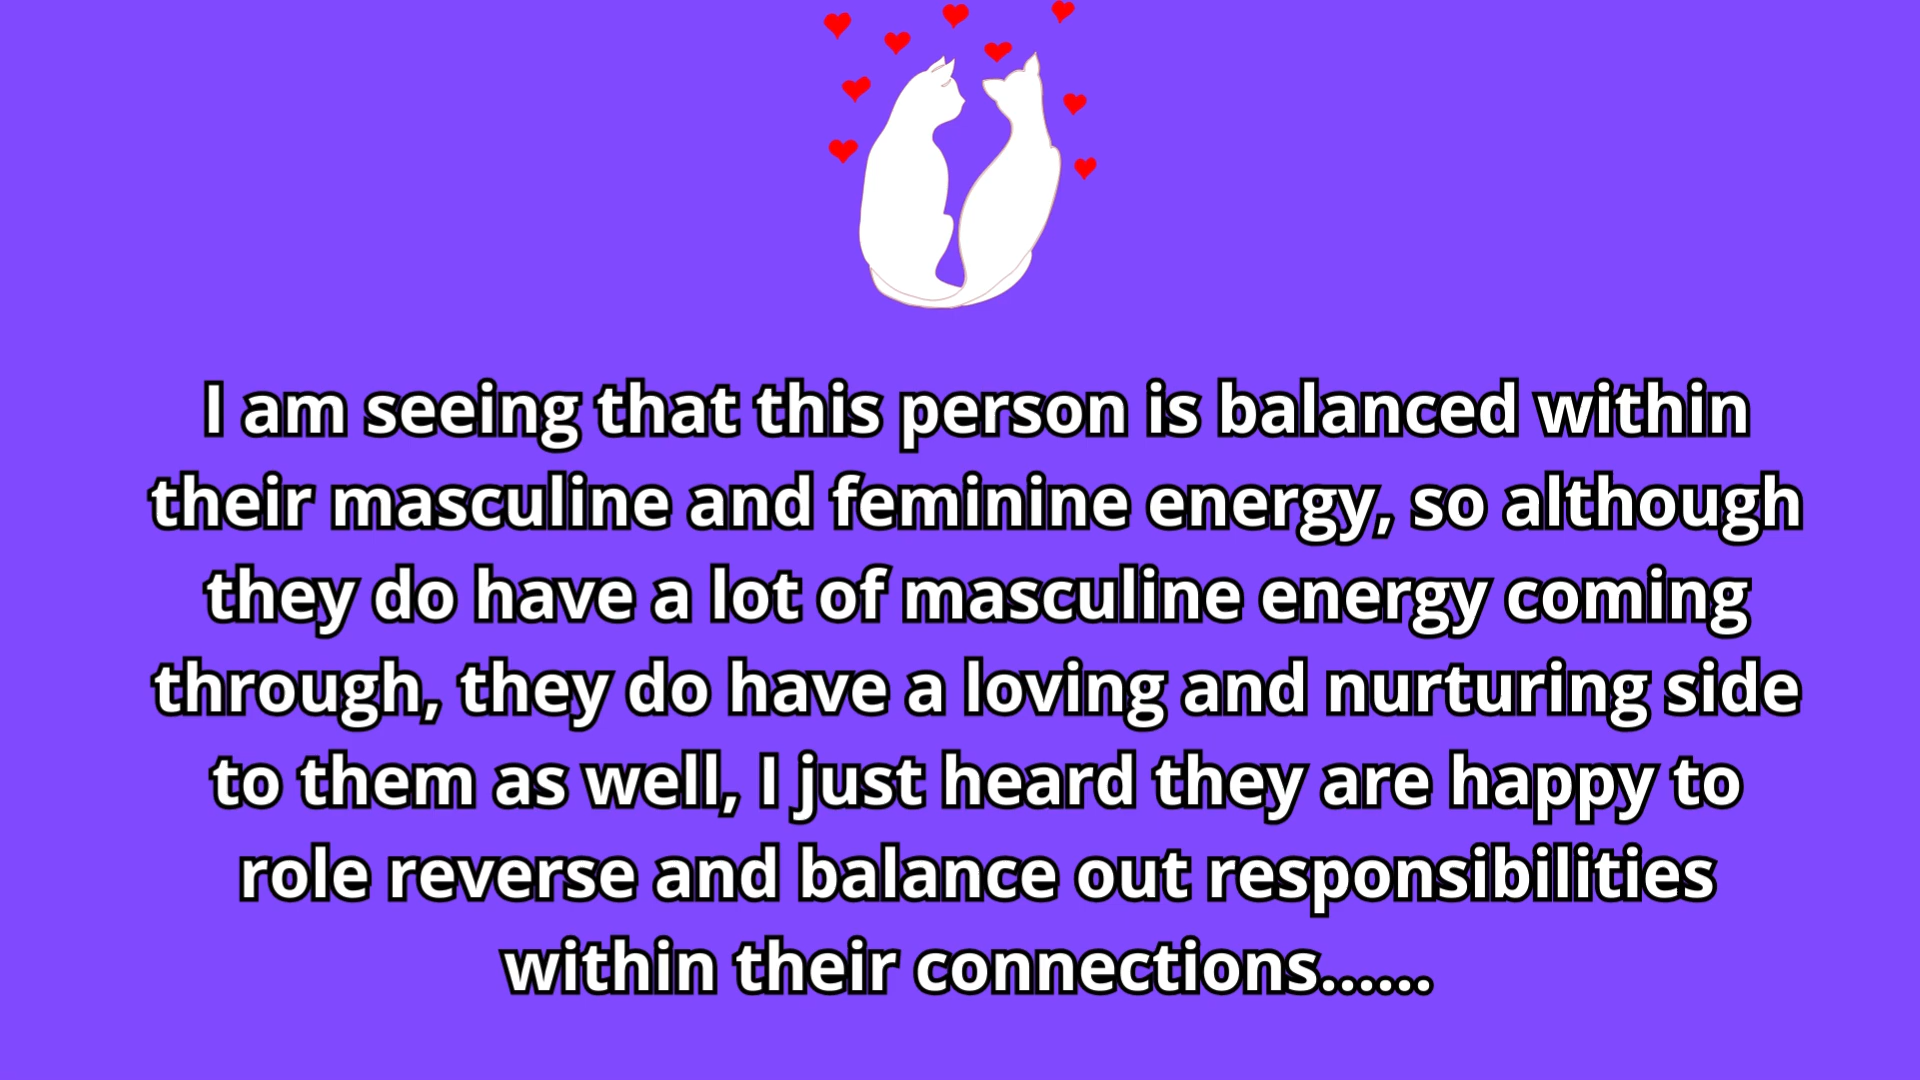 I am seeing that this person is balanced within
their masculine and feminine energy, so although
they do have a lot of masculine energy coming
through, they do have a loving and nurturing side
to them as well, I just heard they are happy to
role reverse and balance out responsibilities
within their connections......